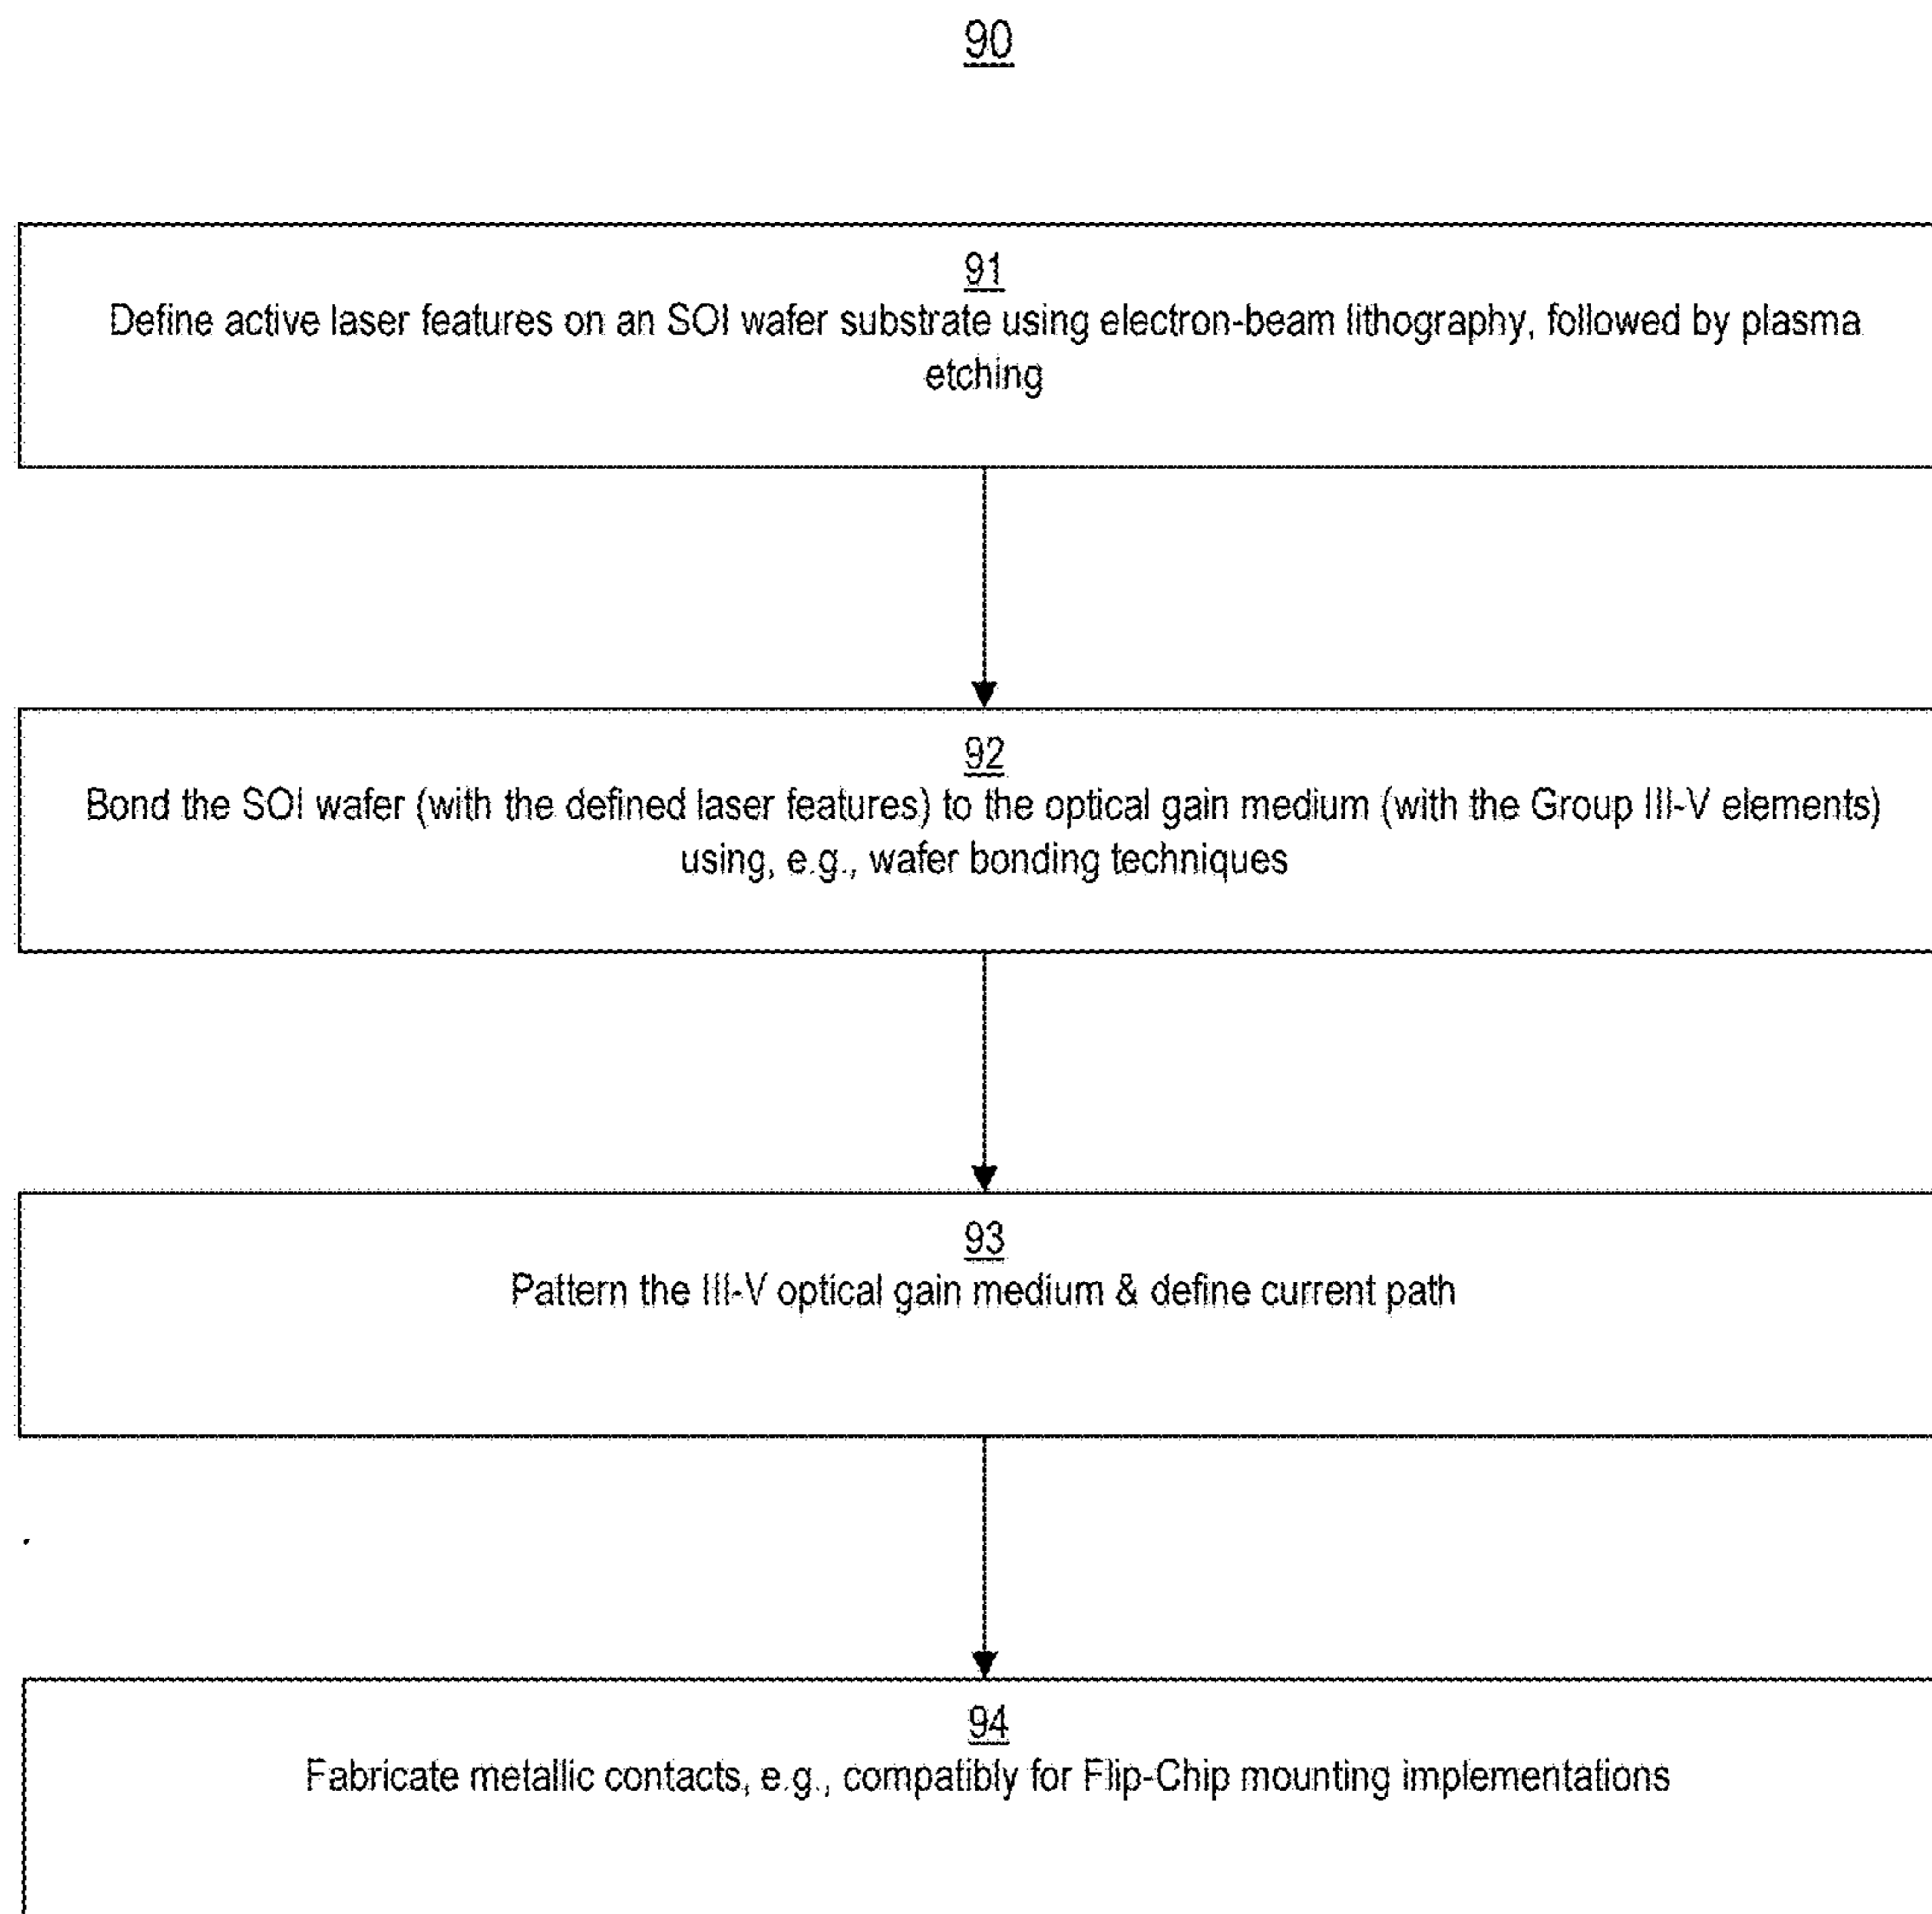 90
91
Define active laser features on an SOI wafer substrate using electron-beam lithography, followed by plasma
etching
92
Bond the SOI wafer (with the defined laser features) to the optical gain medium (with the Group III-V elements)
using, e.g., wafer bonding techniques
93
Pattern the III-V optical gain medium & define current path
94
Fabricate metallic contacts, e.g., compatibly for Flip-Chip mounting implementations